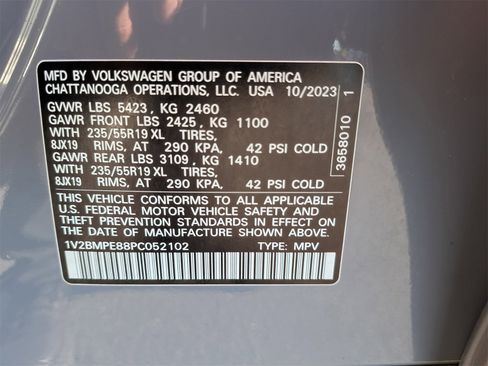 MFD BY VOLKSWAGEN GROUP OF AMERICA
CHATTANOOGA OPERATIONS, LLC. USA 10/2023
GVWR LBS 5423 , KG 2460
GAWR FRONT LBS 2425 , KG 1100
WITH 235/55R19 XL TIRES,
8JX19 RIMS, AT 290 KPA, 42 PSI COLD
GAWR REAR LBS 3109 , KG 1410
WITH 235/55R19 XL TIRES,
8JX19 RIMS, AT 290 KPA, 42 PSI COLD
THIS VEHICLE CONFORMS TO ALL APPLICABLE
U.S. FEDERAL MOTOR VEHICLE SAFETY AND
THEFT PREVENTION STANDARDS IN EFFECT ON
THE DATE OF MANUFACTURE SHOWN ABOVE.
1V2BMPE88PC052102 TYPE: MPV
3658010 1